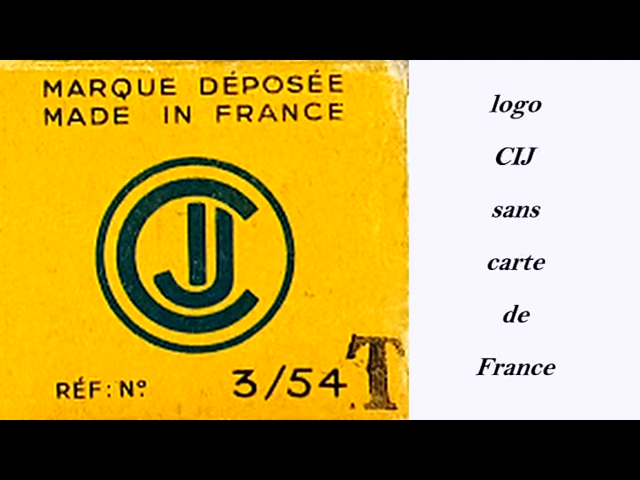 MARQUE DÉPOSÉE
MADE IN FRANCE
CIJ
RÉF: Nº. 3/54 T
logo
CIJ
sans
carte
de
France